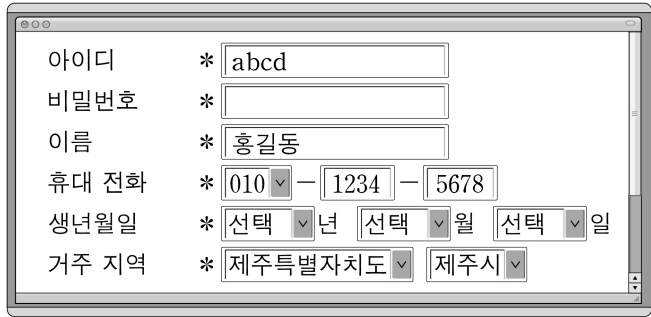 아이디 * abcd
비밀번호 *
이름 * 홍길동
휴대 전화 * 010 - 1234 - 5678
생년월일 * 선택 년 선택 월 선택 일
거주 지역 * 제주특별자치도 제주시